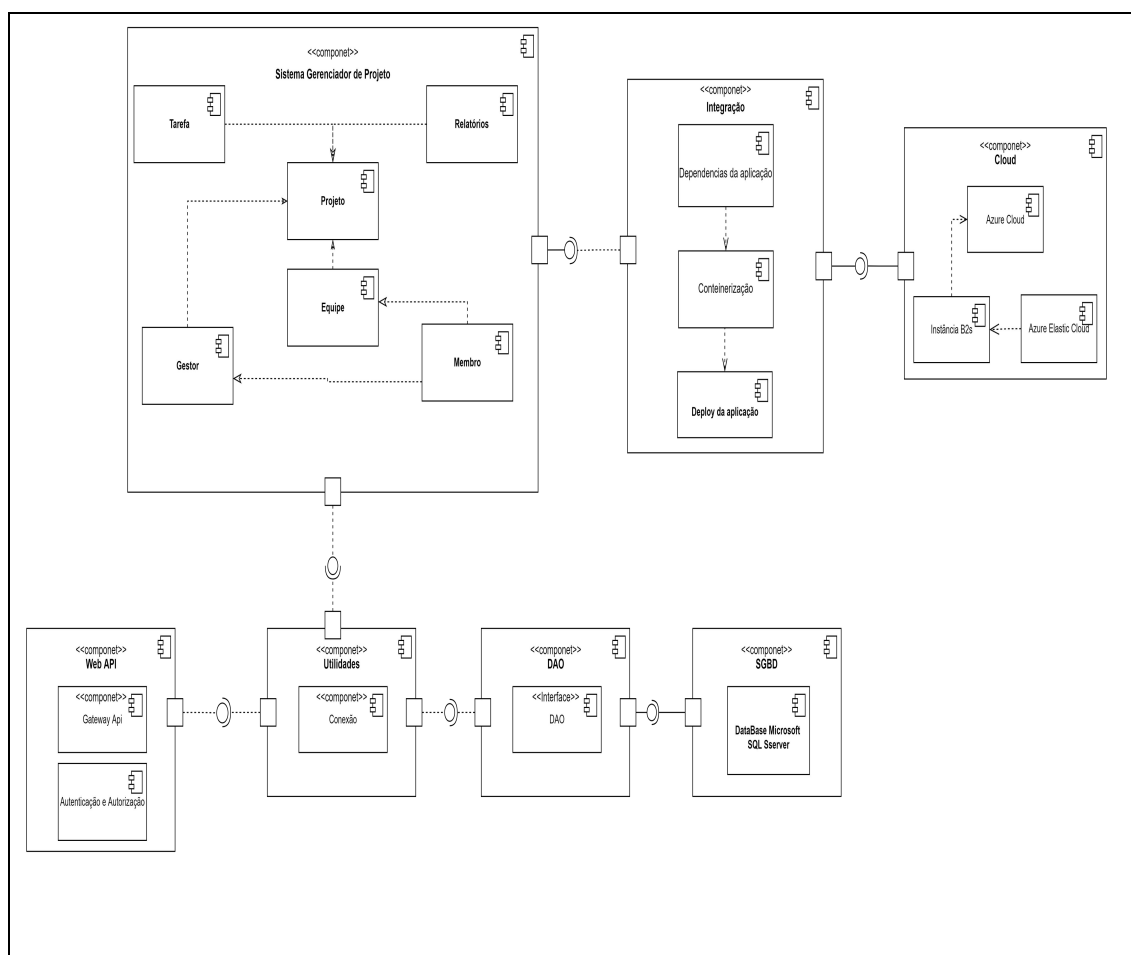 <<componet>>
Sistema Gerenciador de Projeto
Tarefa
Relatórios
Projeto
Equipe
Gestor
Membro
<<componet>>
Integração
Dependencias da aplicação
Conteinerização
Deploy da aplicação
<<componet>>
Cloud
Azure Cloud
Instância B2s
Azure Elastic Cloud
<<componet>>
Web API
<<componet>>
Gateway Api
Autenticação e Autorização
<<componet>>
Utilidades
<<componet>>
Conexão
<<componet>>
DAO
<<Interface>>
DAO
<<componet>>
SGBD
DataBase Microsoft
SQL Sserver